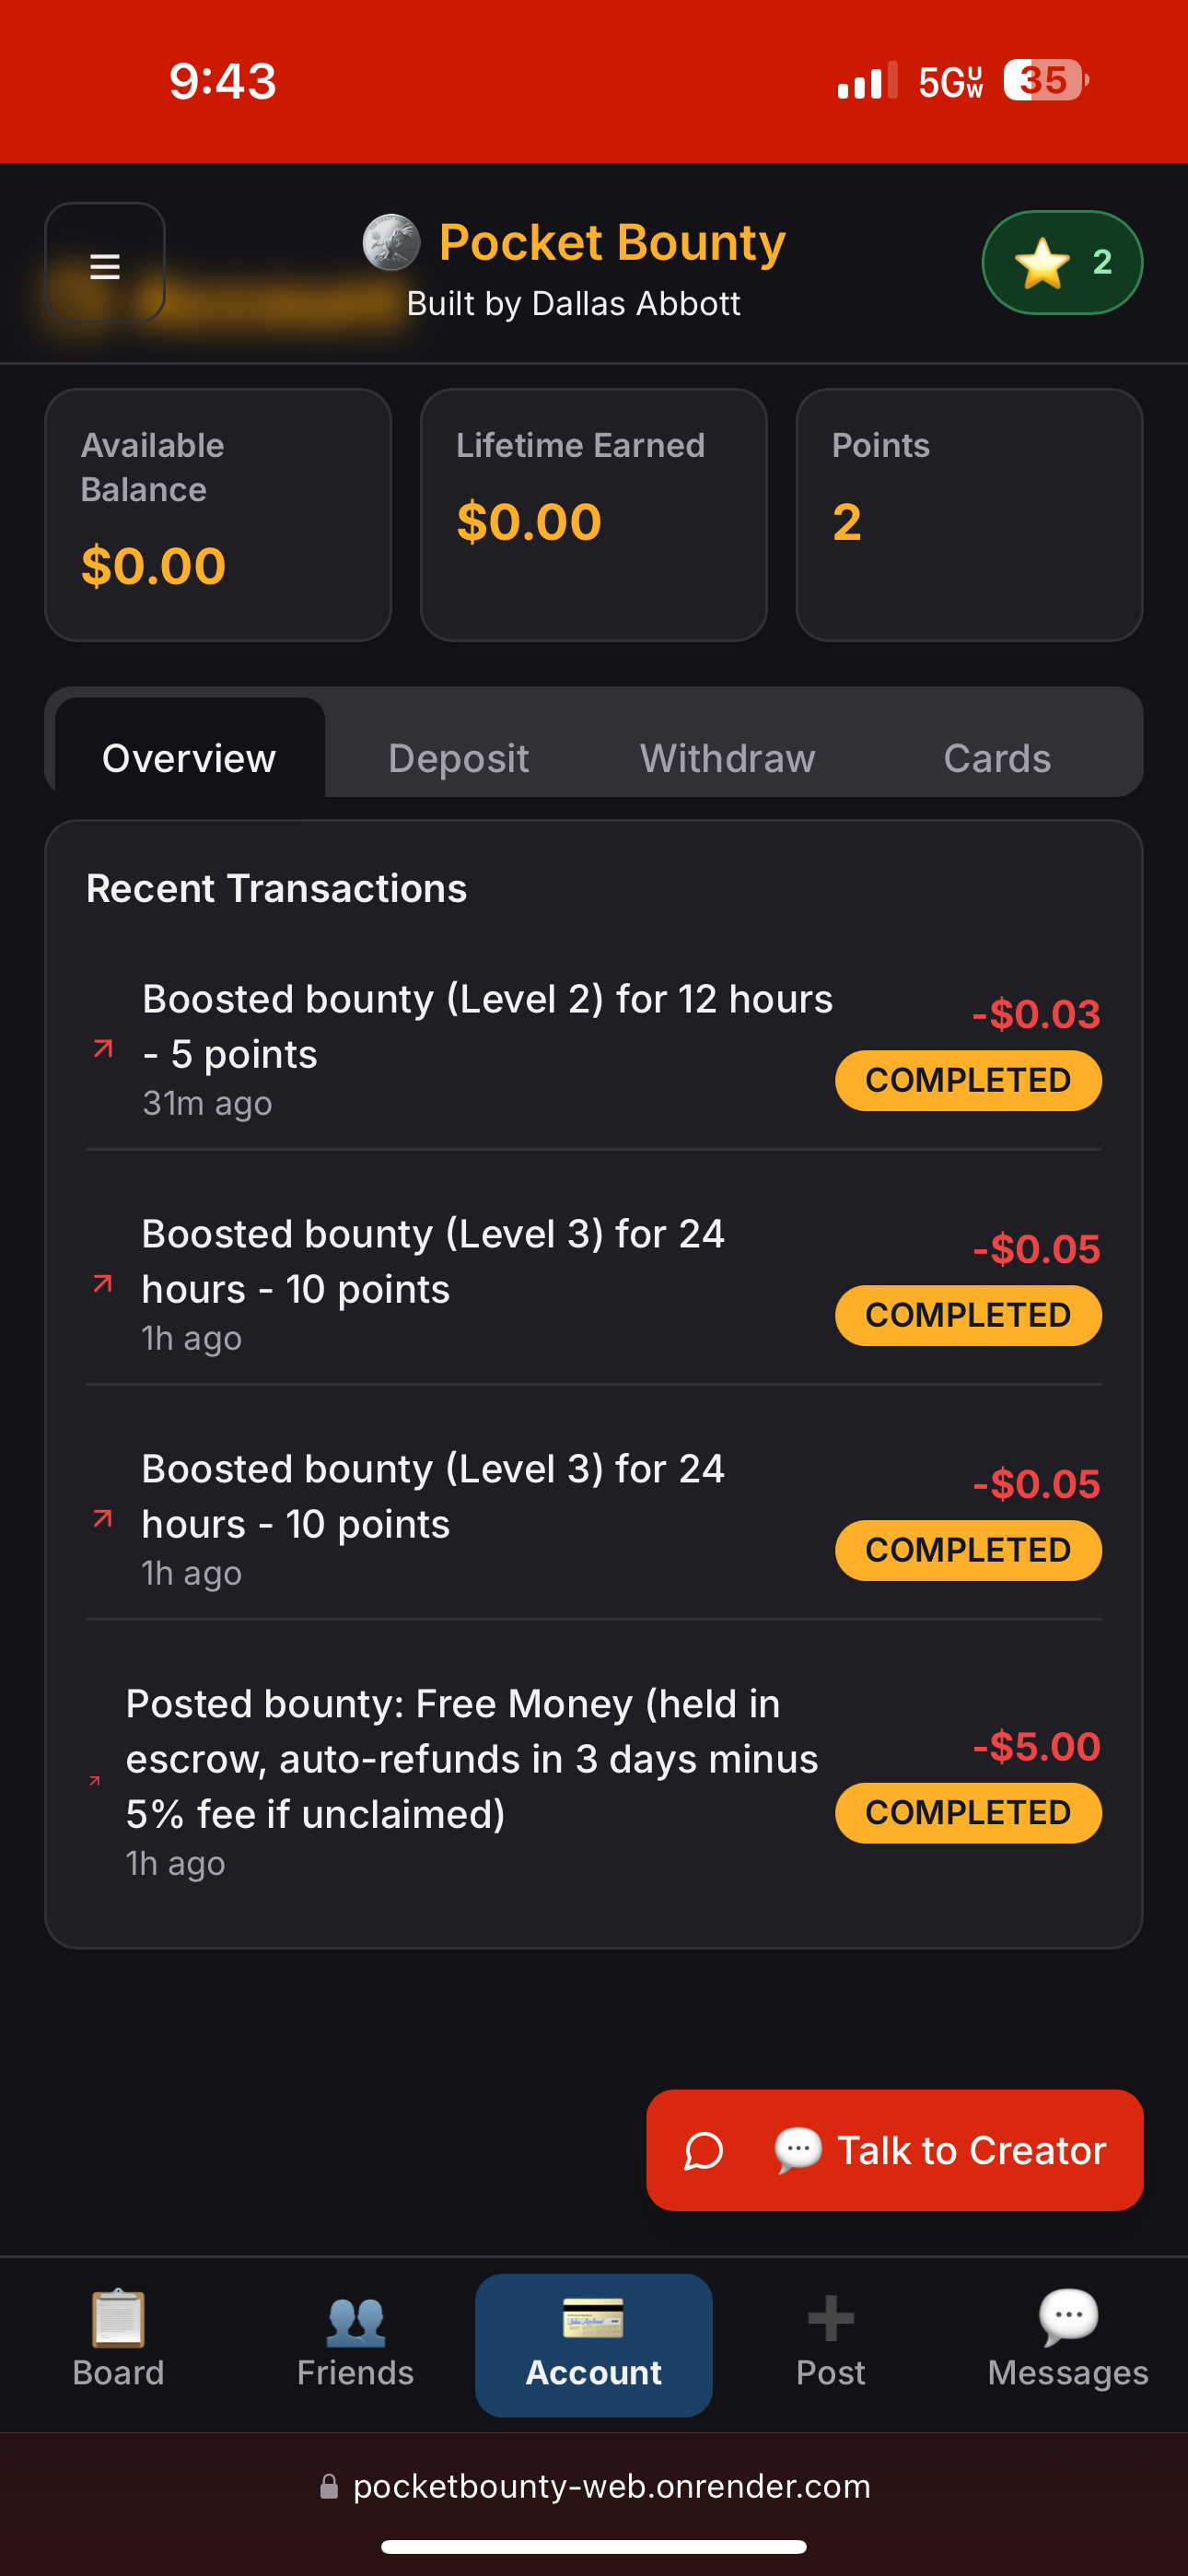 9:43
5GUW
35
Pocket Bounty
Built by Dallas Abbott
2
Available
Balance
$0.00
Lifetime Earned
$0.00
Points
2
Overview
Deposit
Withdraw
Cards
Recent Transactions
Boosted bounty (Level 2) for 12 hours
- 5 points
31m ago
-$0.03
COMPLETED
Boosted bounty (Level 3) for 24
hours - 10 points
1h ago
-$0.05
COMPLETED
Boosted bounty (Level 3) for 24
hours - 10 points
1h ago
-$0.05
COMPLETED
Posted bounty: Free Money (held in
escrow, auto-refunds in 3 days minus
5% fee if unclaimed)
1h ago
-$5.00
COMPLETED
Talk to Creator
Board
Friends
Account
Post
Messages
pocketbounty-web.onrender.com